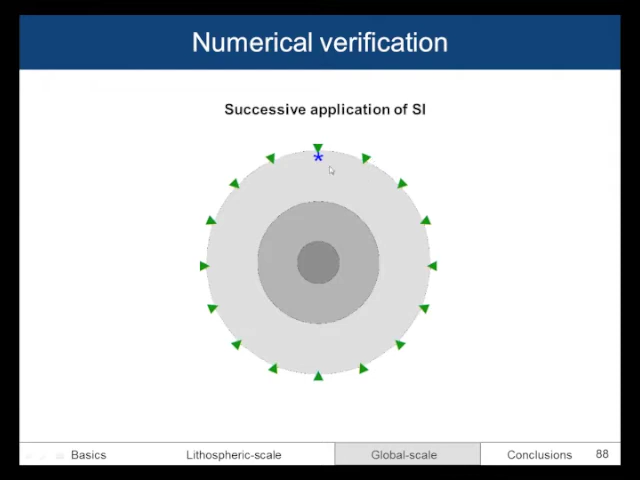 Numerical verification
Successive application of SI
*
Basics Lithospheric-scale Global-scale Conclusions 88